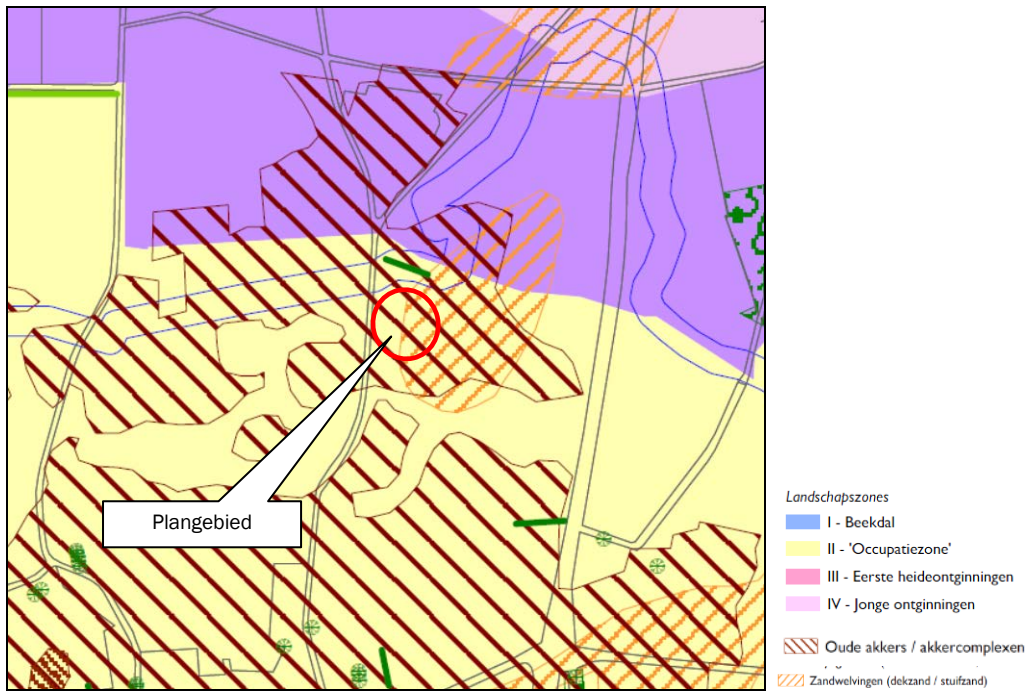 Plangebied
Landschapszones
I - Beekdal
II - 'Occupatiezone'
III - Eerste heideontginningen
IV - Jonge ontginningen
Oude akkers / akkercomplexen
Zandwelvingen (dekzand / stuifzand)